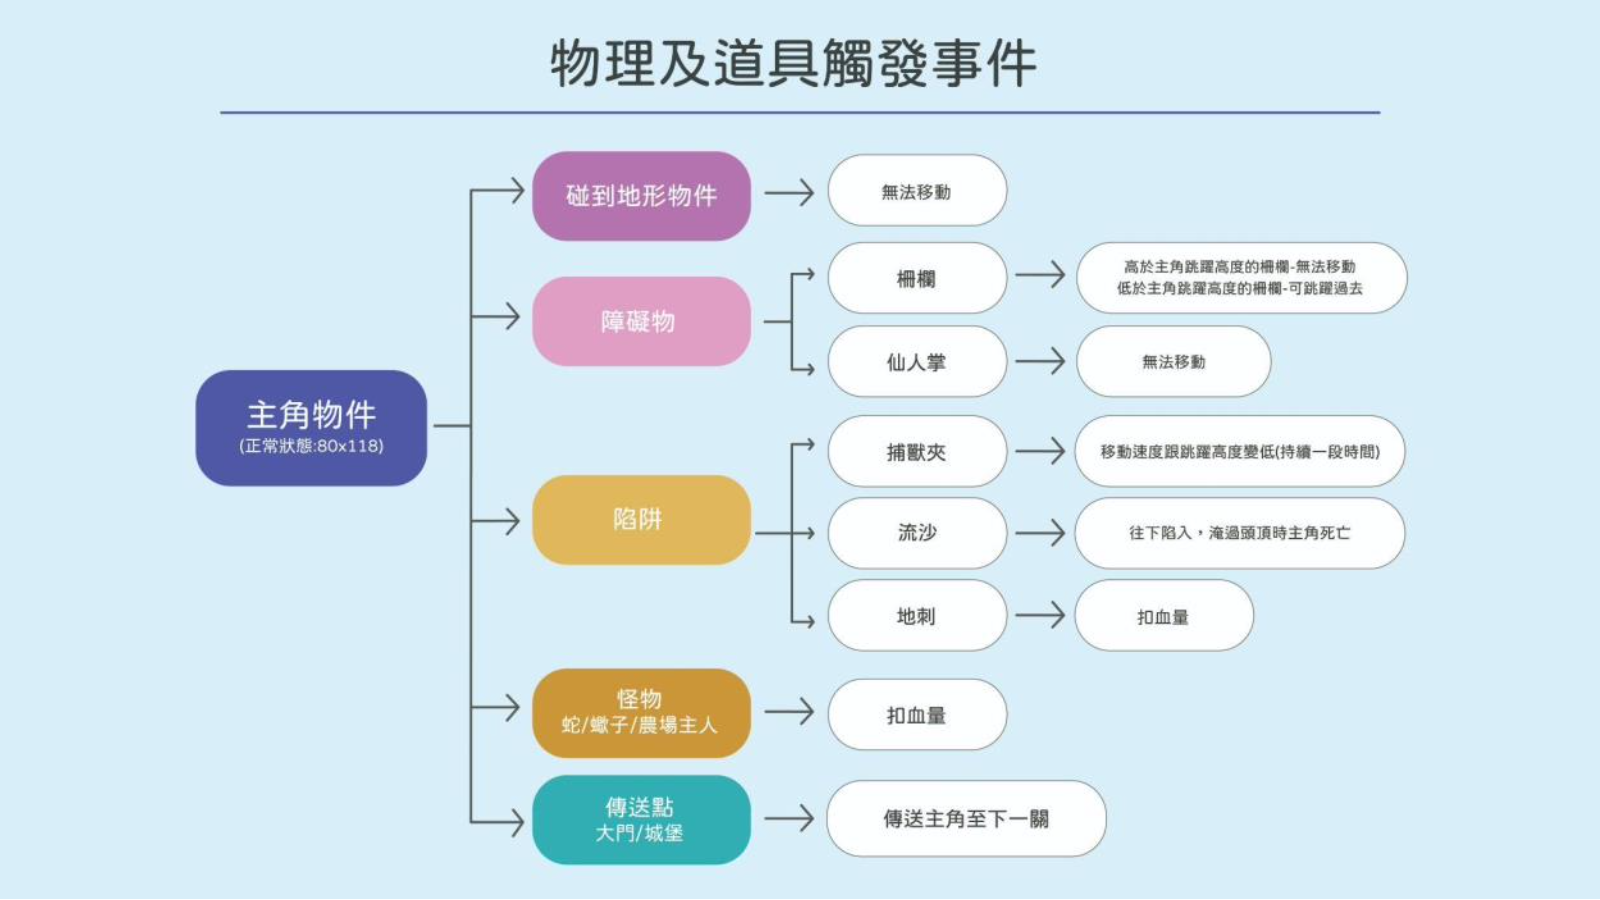 物理及道具觸發事件
主角物件
(正常狀態:80x118)
碰到地形物件
無法移動
障礙物
柵欄
高於主角跳躍高度的柵欄-無法移動
低於主角跳躍高度的柵欄-可跳躍過去
仙人掌
無法移動
陷阱
捕獸夾
移動速度跟跳躍高度變低(持續一段時間)
流沙
往下陷入，淹過頭頂時主角死亡
地刺
扣血量
怪物
蛇/蠍子/農場主人
扣血量
傳送點
大門/城堡
傳送主角至下一關